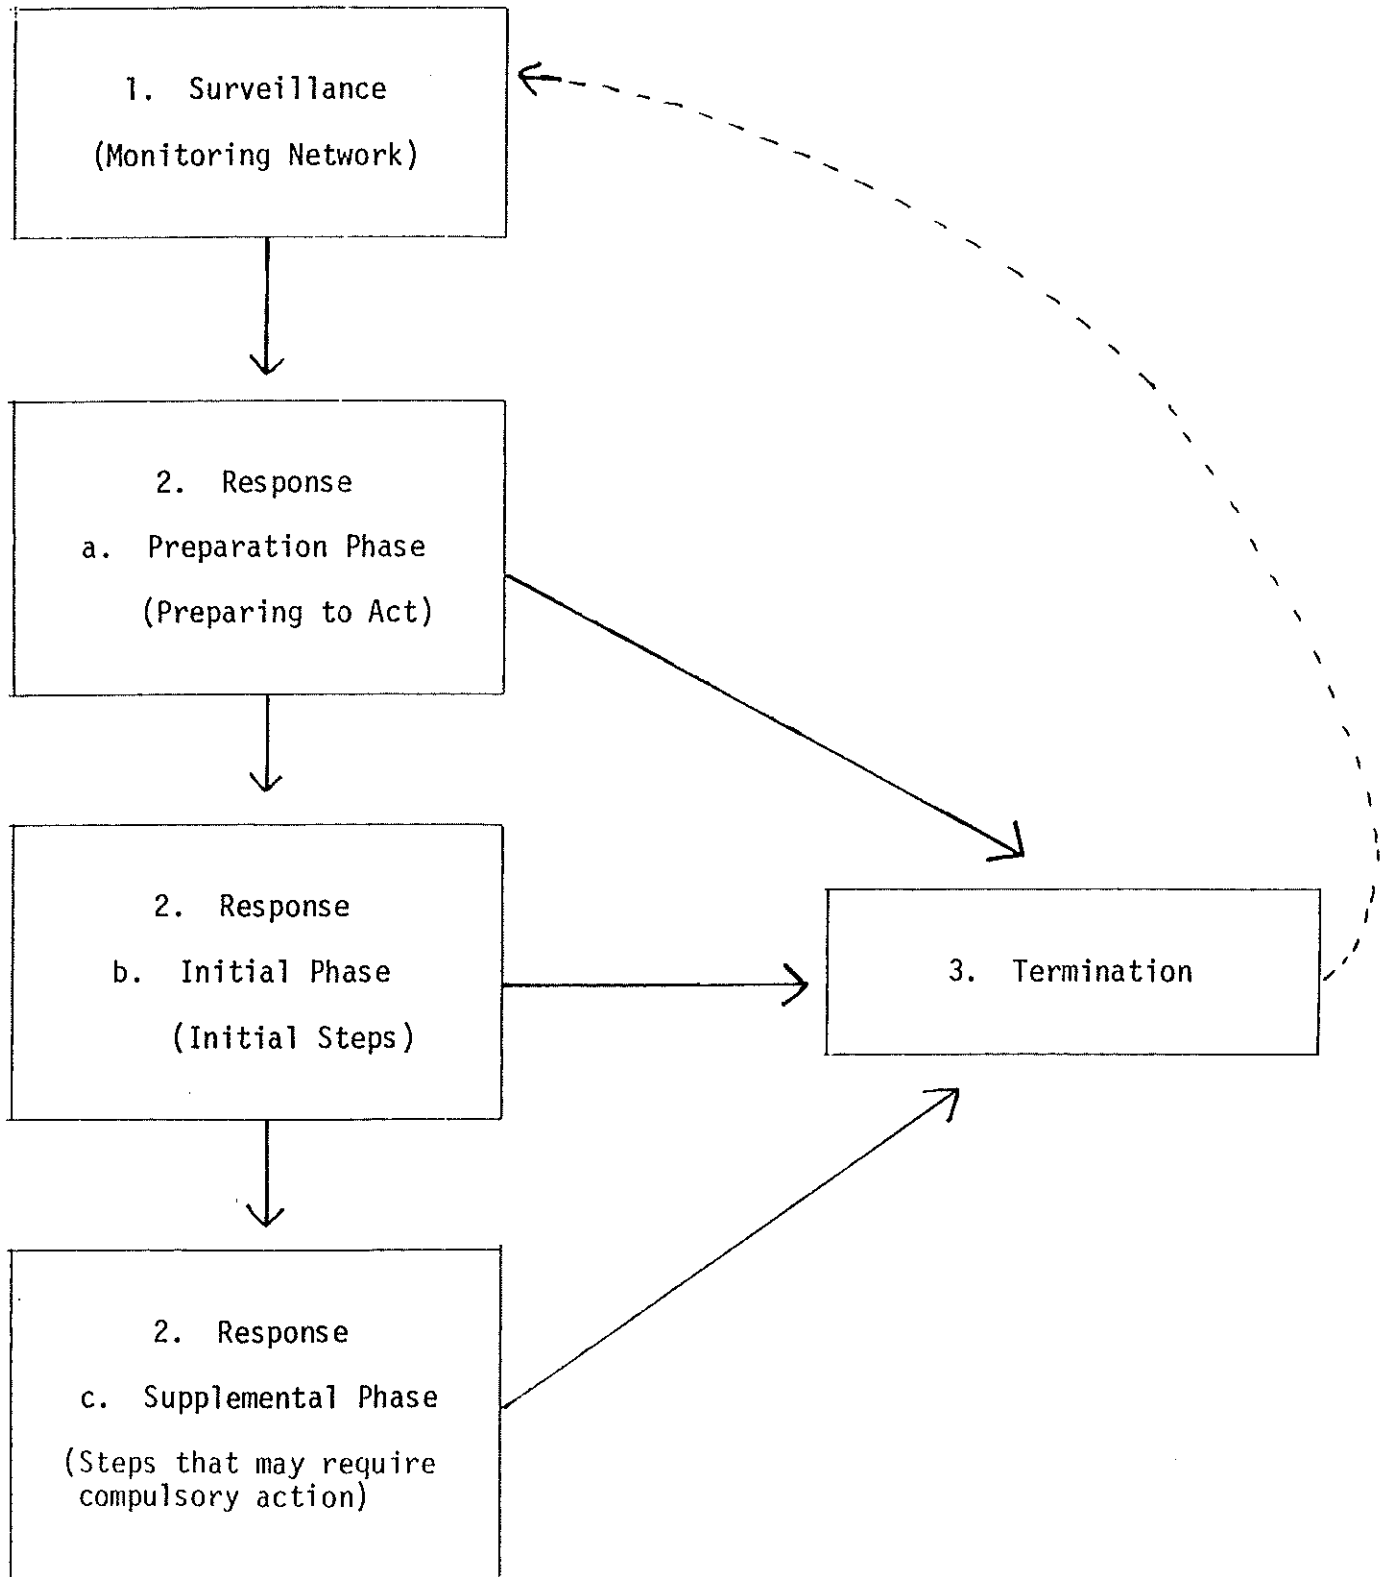 1. Surveillance
(Monitoring Network)
2. Response
a. Preparation Phase
(Preparing to Act)
2. Response
b. Initial Phase
(Initial Steps)
3. Termination
2. Response
c. Supplemental Phase
(Steps that may require
compulsory action)